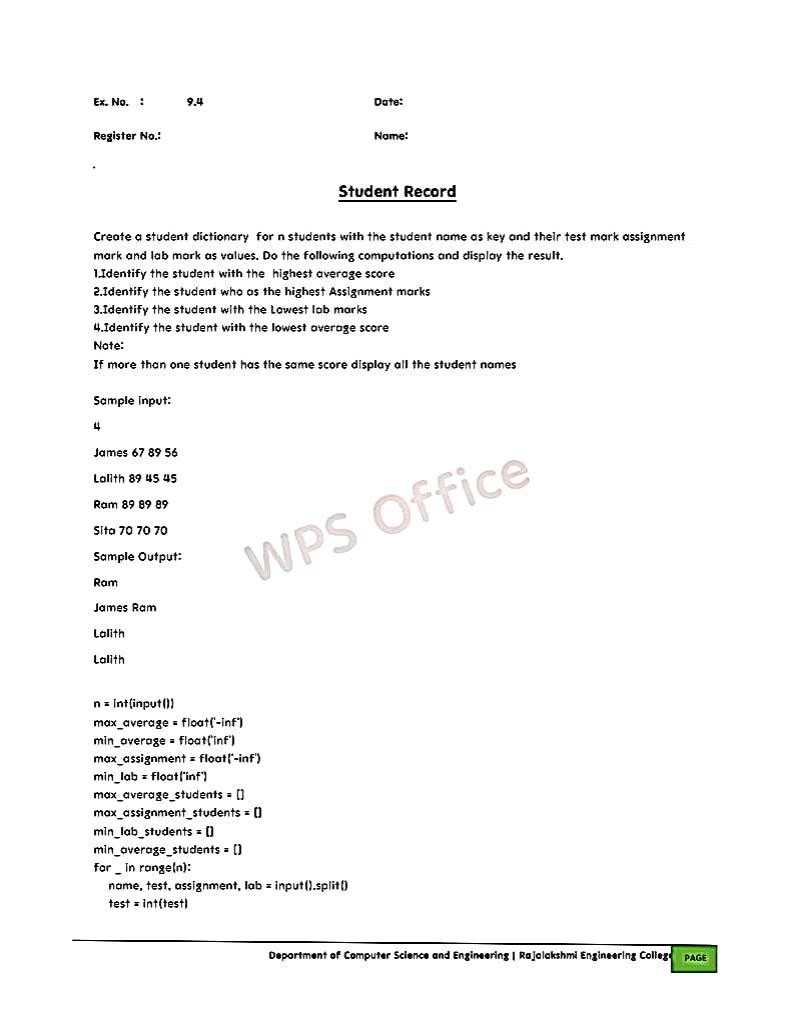 Ex. No. : 9.4 Date:
Register No.: Name:
.
Student Record
Create a student dictionary for n students with the student name as key and their test mark assignment
mark and lab mark as values. Do the following computations and display the result.
1.Identify the student with the highest average score
2.Identify the student who as the highest Assignment marks
3.Identify the student with the Lowest lab marks
4.Identify the student with the lowest average score
Note:
If more than one student has the same score display all the student names
Sample input:
4
James 67 89 56
Lalith 89 45 45
Ram 89 89 89
Sita 70 70 70
Sample Output:
Ram
James Ram
Lalith
Lalith
WPS Office
n = int(input())
max_average = float('-inf')
min_average = float('inf')
max_assignment = float('-inf')
min_lab = float('inf')
max_average_students = []
max_assignment_students = []
min_lab_students = []
min_average_students = []
for _ in range(n):
    name, test, assignment, lab = input().split()
    test = int(test)
Department of Computer Science and Engineering | Rajalakshmi Engineering College PAGE